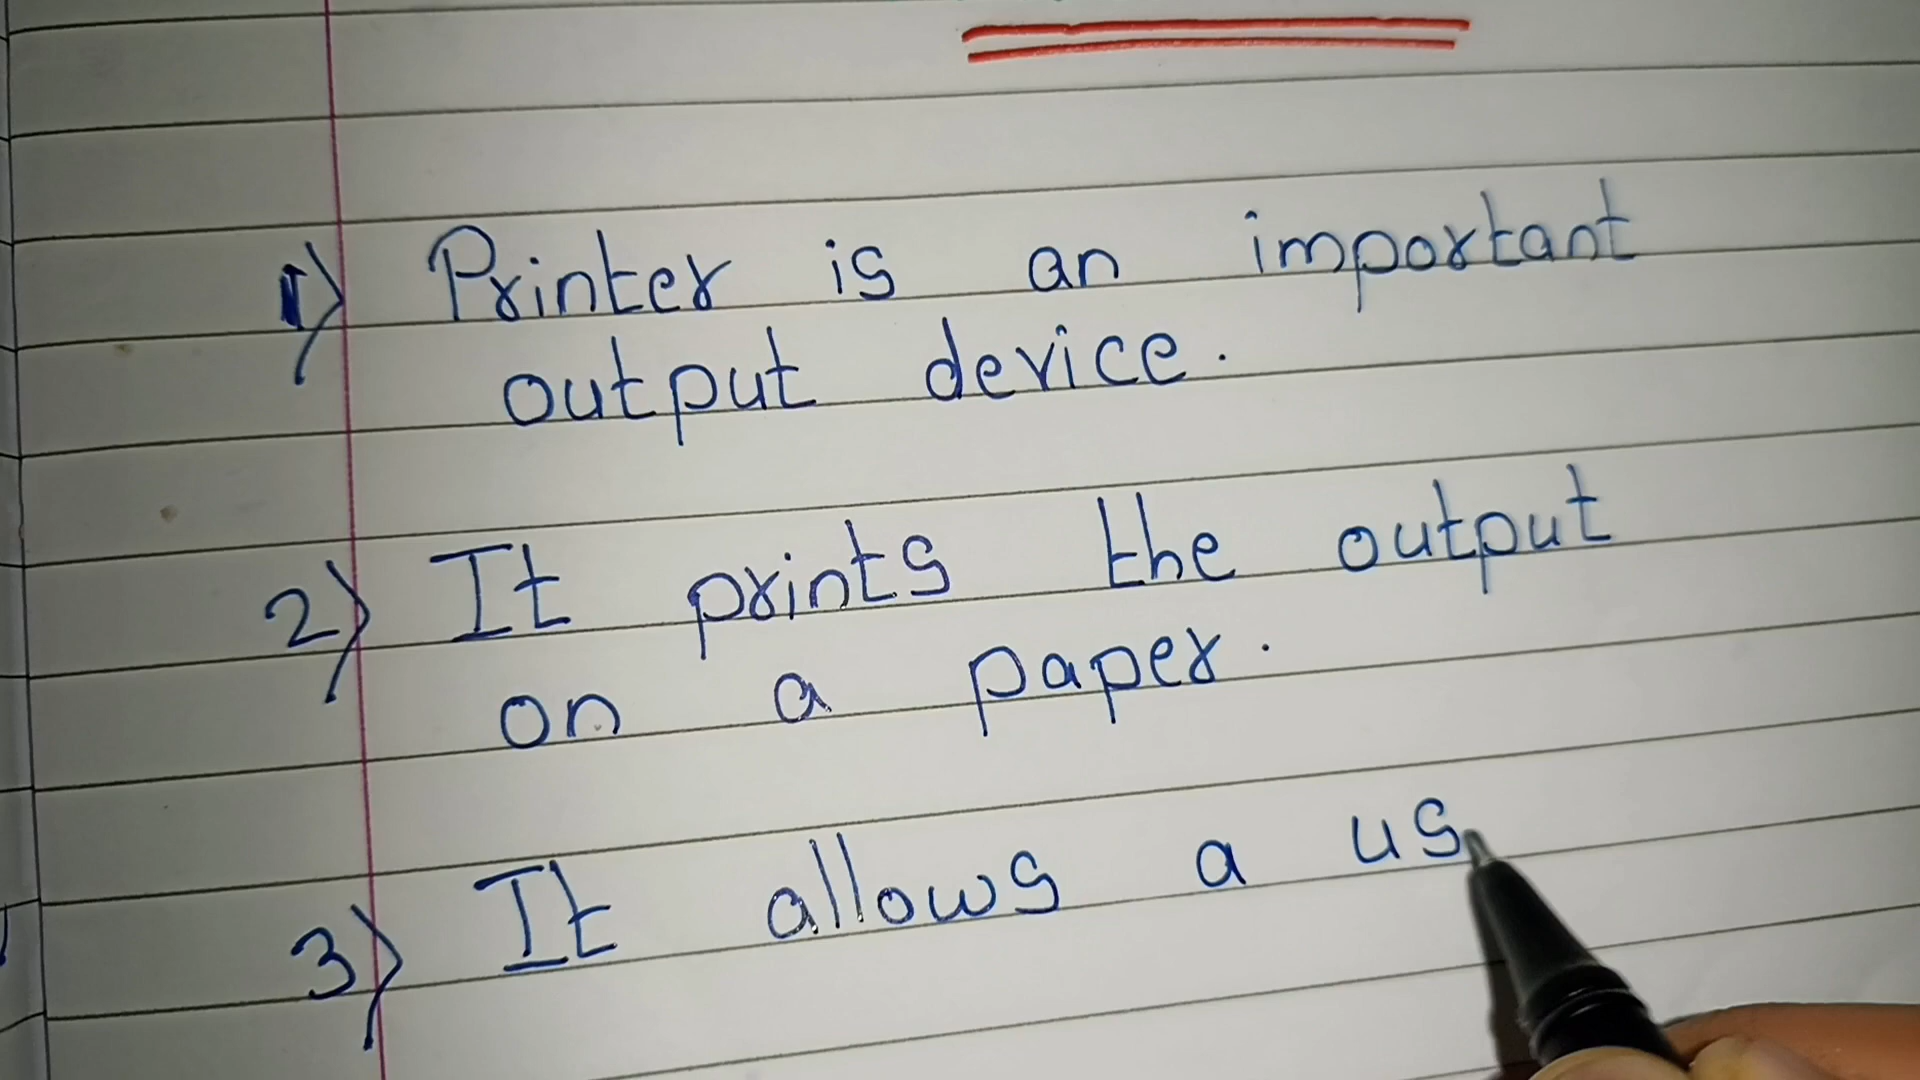 1) Printer is an important
output device.
2) It prints the output
on a paper.
3) It allows a us